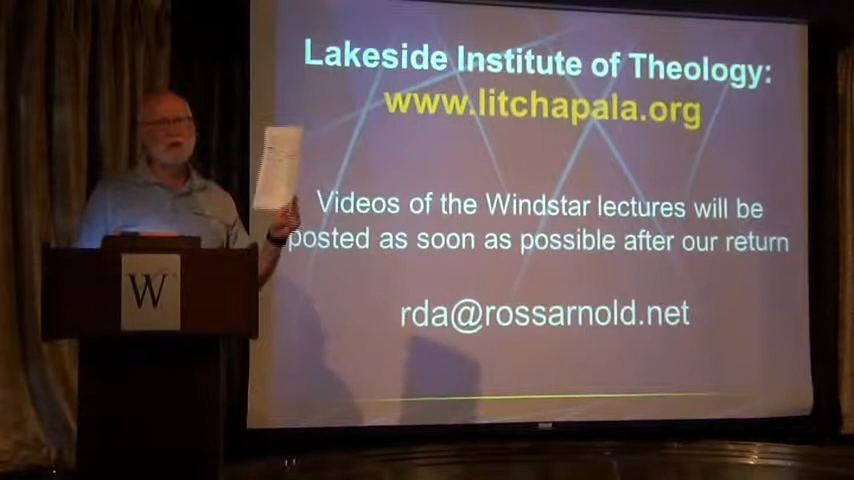 Lakeside Institute of Theology:
www.litchapala.org
Videos of the Windstar lectures will be
posted as soon as possible after our return
rda@rossarnold.net
W